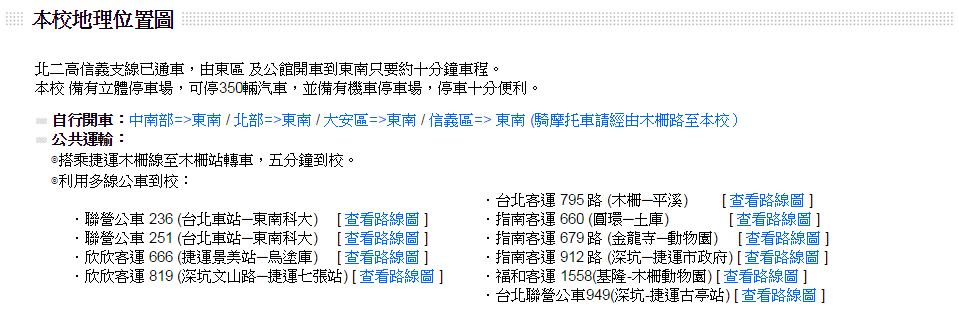 本校地理位置圖
北二高信義支線已通車，由東區 及公館開車到東南只要約十分鐘車程。
本校 備有立體停車場，可停350輛汽車，並備有機車停車場，停車十分便利。
自行開車：中南部=>東南 / 北部=>東南 / 大安區=>東南 / 信義區=> 東南 (騎摩托車請經由木柵路至本校）
公共運輸：
◎搭乘捷運木柵線至木柵站轉車，五分鐘到校。
◎利用多線公車到校：
．聯營公車 236 (台北車站─東南科大) [ 查看路線圖 ]
．聯營公車 251 (台北車站─東南科大) [ 查看路線圖 ]
．欣欣客運 666 (捷運景美站─烏塗庫) [ 查看路線圖 ]
．欣欣客運 819 (深坑文山路─捷運七張站) [ 查看路線圖 ]
．台北客運 795 路 (木柵─平溪) [ 查看路線圖 ]
．指南客運 660 (圓環─土庫) [ 查看路線圖 ]
．指南客運 679 路 (金龍寺─動物園) [ 查看路線圖 ]
．指南客運 912 路 (深坑─捷運市政府) [ 查看路線圖 ]
．福和客運 1558(基隆-木柵動物園) [ 查看路線圖 ]
．台北聯營公車949(深坑-捷運古亭站) [ 查看路線圖 ]